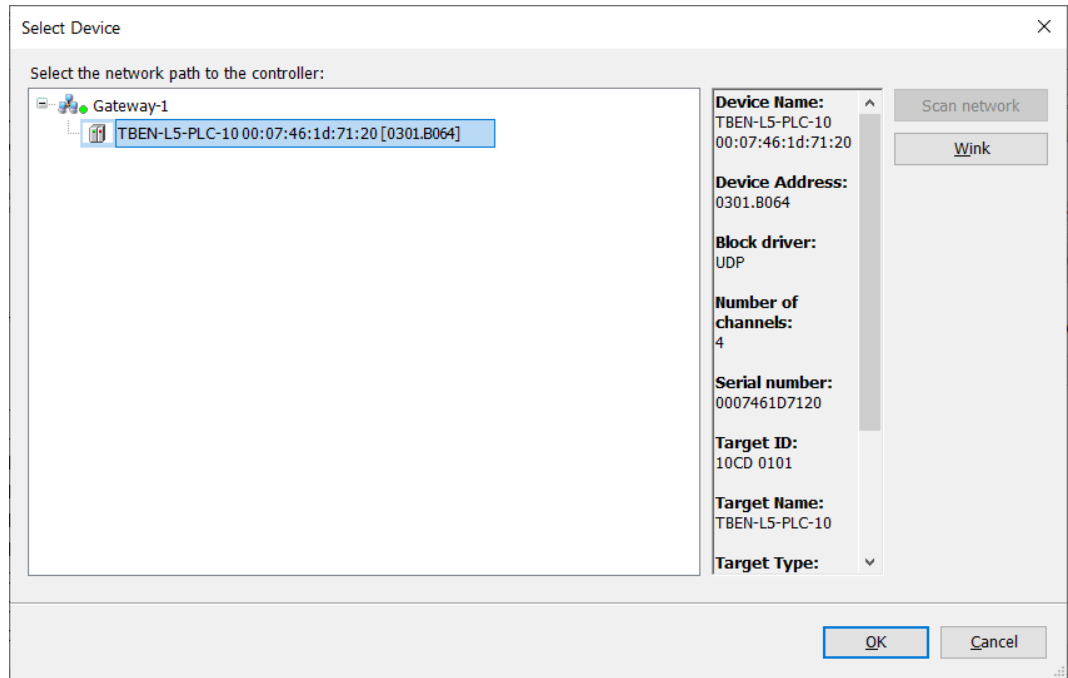 Select Device
Select the network path to the controller:
Gateway-1
TBEN-L5-PLC-10 00:07:46:1d:71:20 [0301.B064]
Device Name:
TBEN-L5-PLC-10
00:07:46:1d:71:20
Device Address:
0301.B064
Block driver:
UDP
Number of
channels:
4
Serial number:
0007461D7120
Target ID:
10CD 0101
Target Name:
TBEN-L5-PLC-10
Target Type:
Scan network
Wink
OK
Cancel